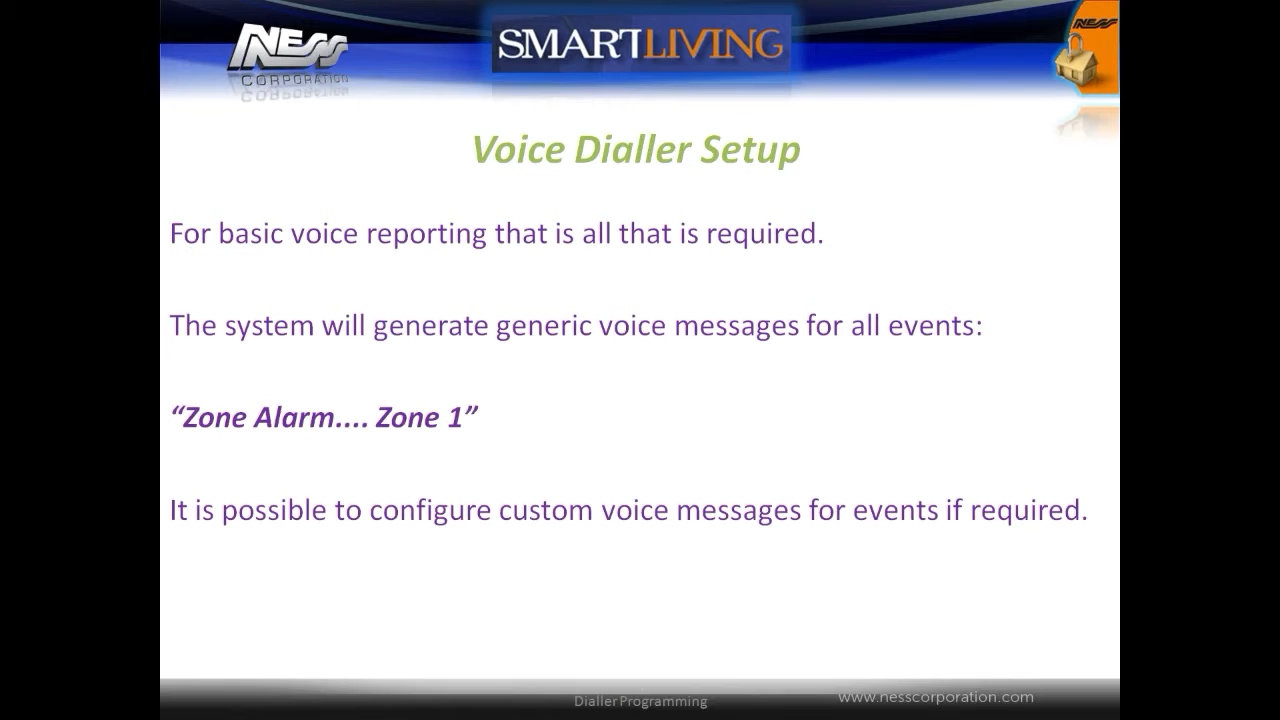 NESS
CORPORATION
SMARTLIVING
NESS
Voice Dialler Setup
For basic voice reporting that is all that is required.
The system will generate generic voice messages for all events:
“Zone Alarm.... Zone 1”
It is possible to configure custom voice messages for events if required.
Dialler Programming
www.nesscorporation.com